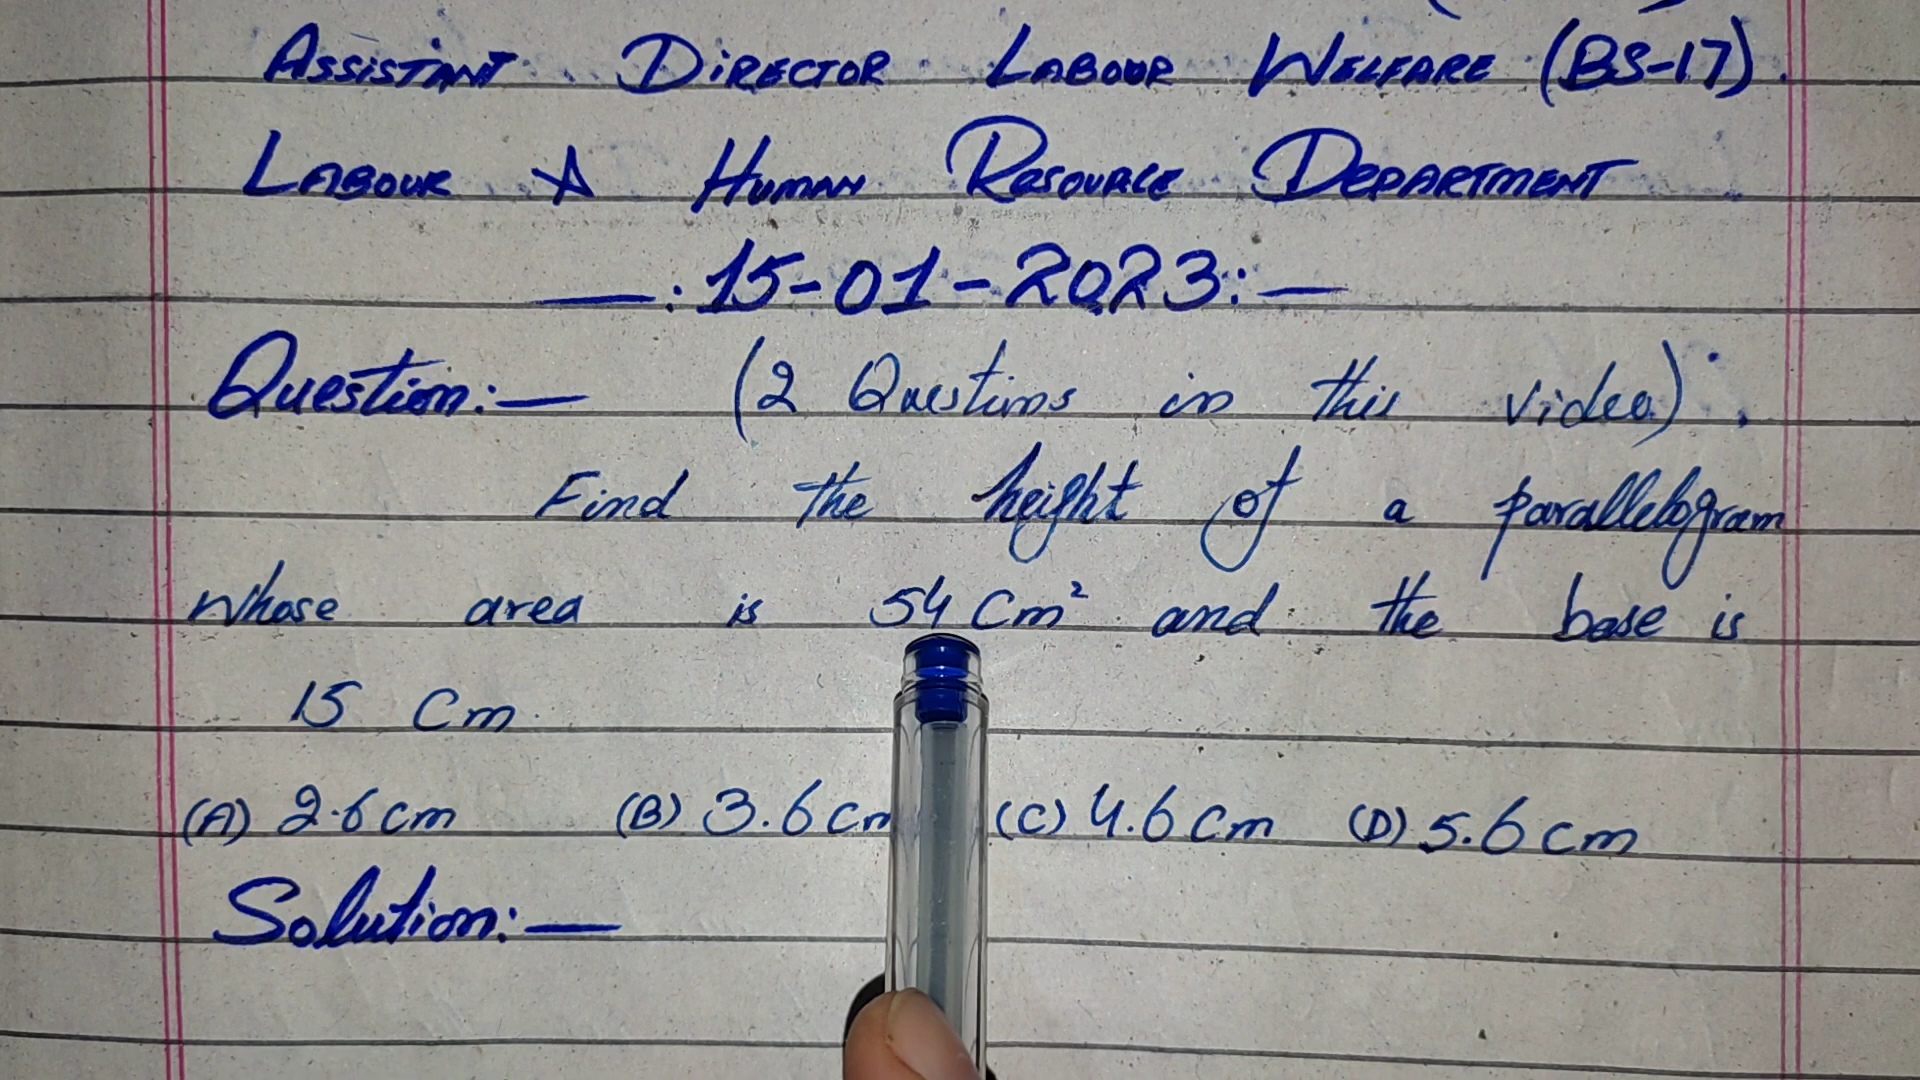 Assistant Director Labour Welfare (BS-17).
Labour & Human Resource Department
—: 15-01-2023 :—
Question:— (2 Questions in this video).
Find the height of a parallelogram
whose area is 54 Cm² and the base is
15 Cm
(A) 2.6 cm (B) 3.6 cm (C) 4.6 cm (D) 5.6 cm
Solution:—